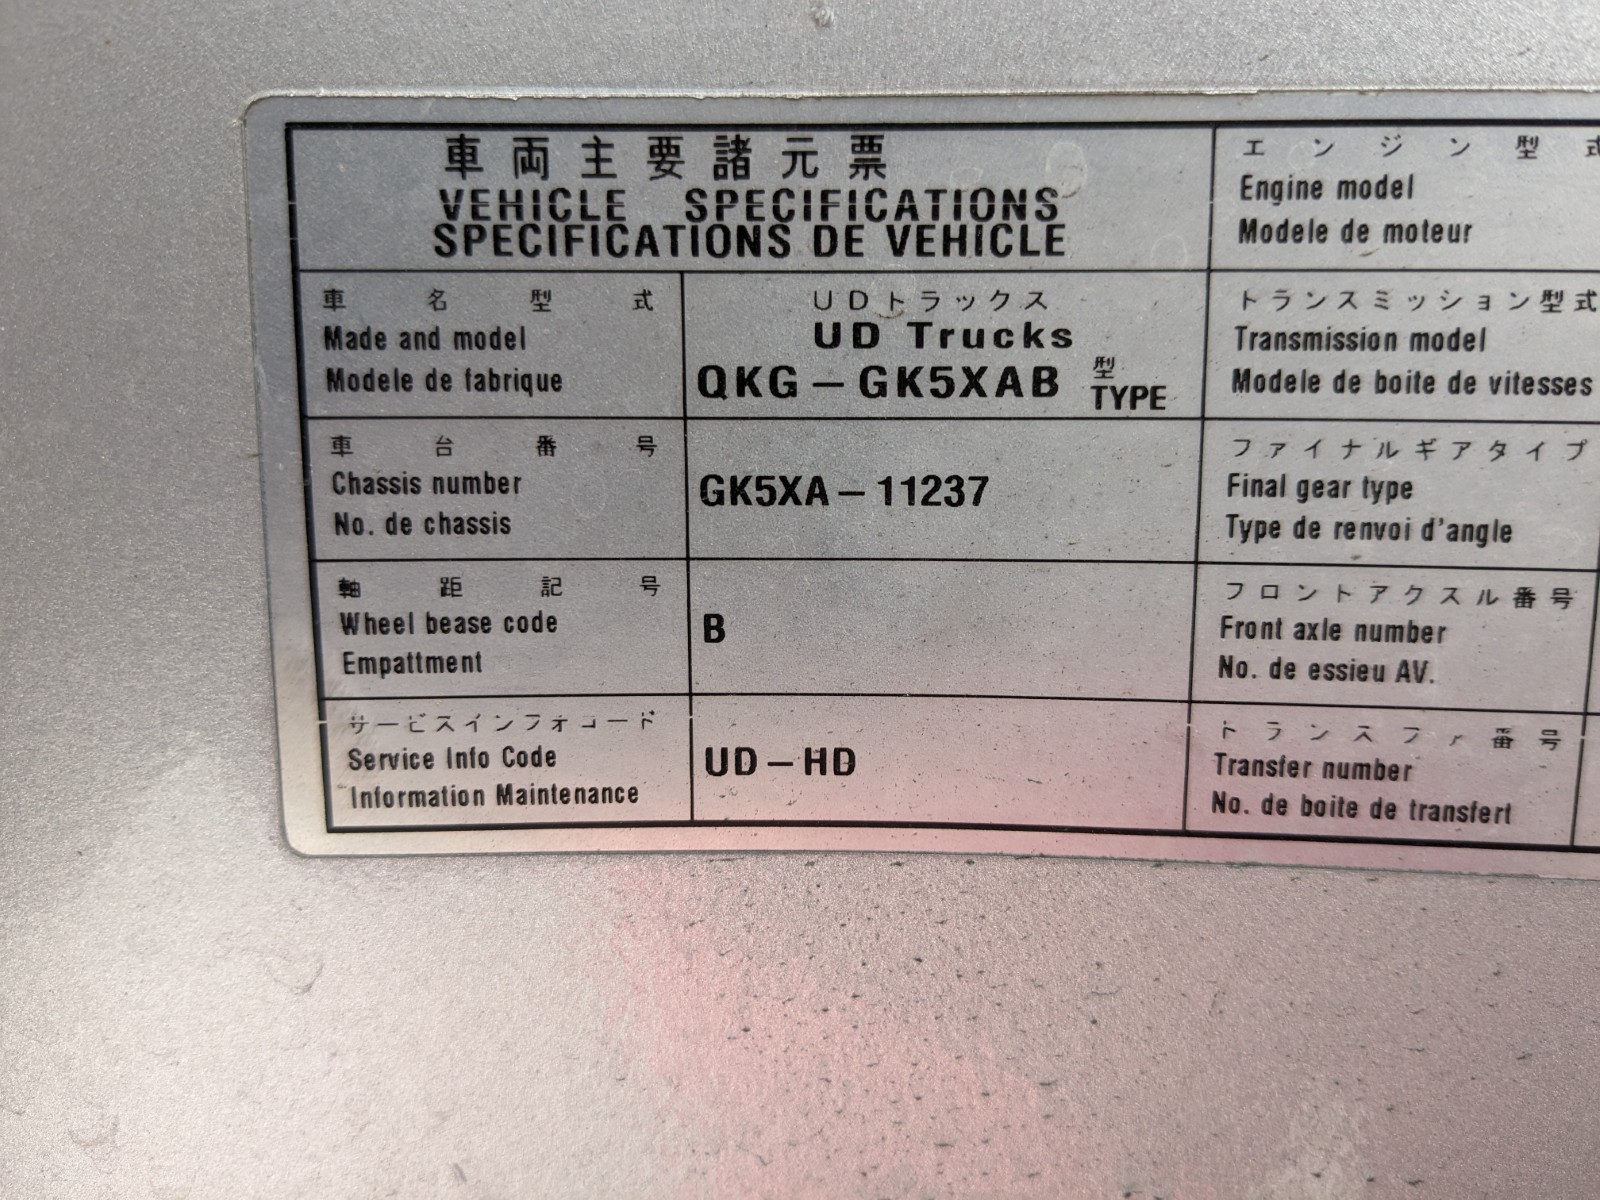 車両主要諸元票
VEHICLE SPECIFICATIONS
SPECIFICATIONS DE VEHICLE
車名型式
Made and model
Modele de fabrique
UDトラックス
UD Trucks
QKG－GK5XAB 型 TYPE
車台番号
Chassis number
No. de chassis
GK5XA－11237
軸距記号
Wheel bease code
Empattment
B
サービスインフォコード
Service Info Code
Information Maintenance
UD－HD
エンジン型式
Engine model
Modele de moteur
トランスミッション型式
Transmission model
Modele de boite de vitesses
ファイナルギアタイプ
Final gear type
Type de renvoi d'angle
フロントアクスル番号
Front axle number
No. de essieu AV.
トランスファ番号
Transfer number
No. de boite de transfert